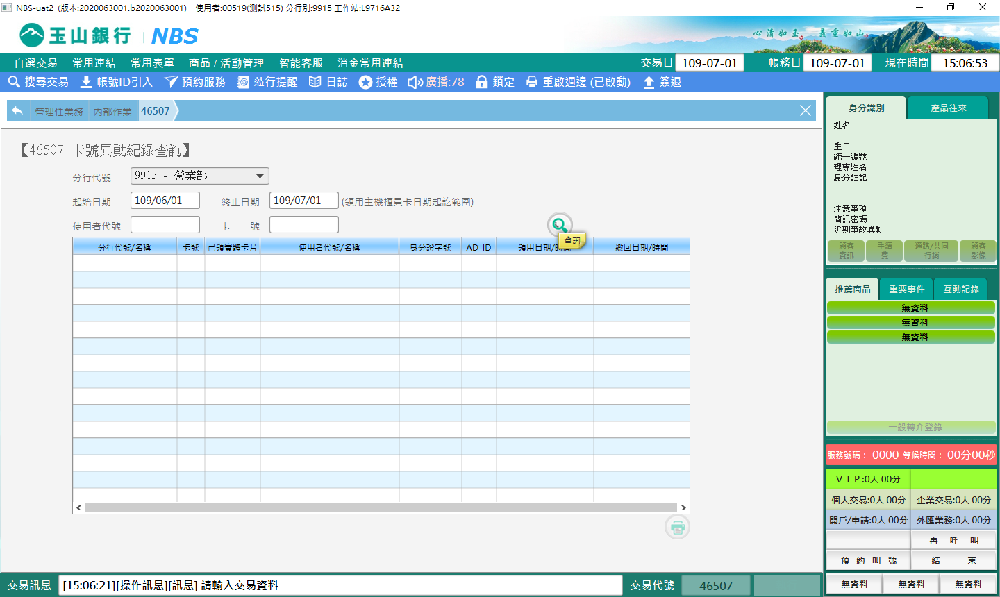 NBS-uat2 (版本:2020063001.b2020063001) 使用者:00519(測試515) 分行別:9915 工作站:L9716A32
玉山銀行 | NBS
心清如玉。義重如山。
自選交易 常用連結 常用表單 商品 / 活動管理 智能客服 消金常用連結 交易日 109-07-01 帳務日 109-07-01 現在時間 15:06:53
搜尋交易 帳號ID引入 預約服務 蒞行提醒 日誌 授權 廣播:78 鎖定 重啟週邊 (已啟動) 簽退
管理性業務 內部作業 46507
【46507 卡號異動紀錄查詢】
分行代號 9915 - 營業部
起始日期 109/06/01 終止日期 109/07/01 (領用主機櫃員卡日期起訖範圍)
使用者代號 卡 號
查詢
分行代號/名稱 卡號 已領實體卡片 使用者代號/名稱 身分證字號 AD ID 領用日期/時間 繳回日期/時間
身分識別 產品往來
姓名
生日
統一編號
理專姓名
身分註記
注意事項
簡訊密碼
近期事故異動
顧客資訊 手續費 通路/共同行銷 顧客影像
推薦商品 重要事件 互動記錄
無資料
無資料
無資料
一般轉介登錄
服務號碼： 0000 等候時間： 00分00秒
ＶＩＰ:0人 00分
個人交易:0人 00分 企業交易:0人 00分
開戶/申請:0人 00分 外匯業務:0人 00分
再 呼 叫
預 約 叫 號 結 束
無資料 無資料 無資料
交易訊息 [15:06:21][操作訊息][訊息] 請輸入交易資料 交易代號 46507